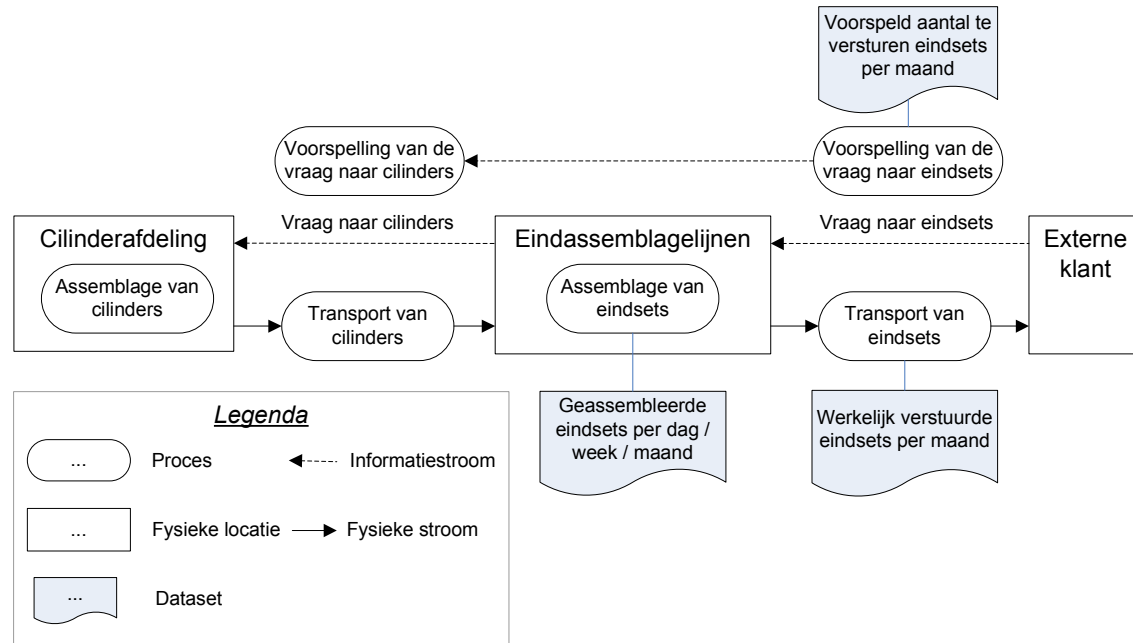 Voorspeld aantal te
versturen eindsets
per maand
Voorspelling van de
vraag naar cilinders
Voorspelling van de
vraag naar eindsets
Cilinderafdeling
Vraag naar cilinders
Eindassemblagelijnen
Vraag naar eindsets
Externe
klant
Assemblage van
cilinders
Transport van
cilinders
Assemblage van
eindsets
Transport van
eindsets
Geassembleerde
eindsets per dag /
week / maand
Werkelijk verstuurde
eindsets per maand
Legenda
...
Proces
Informatiestroom
...
Fysieke locatie
Fysieke stroom
...
Dataset